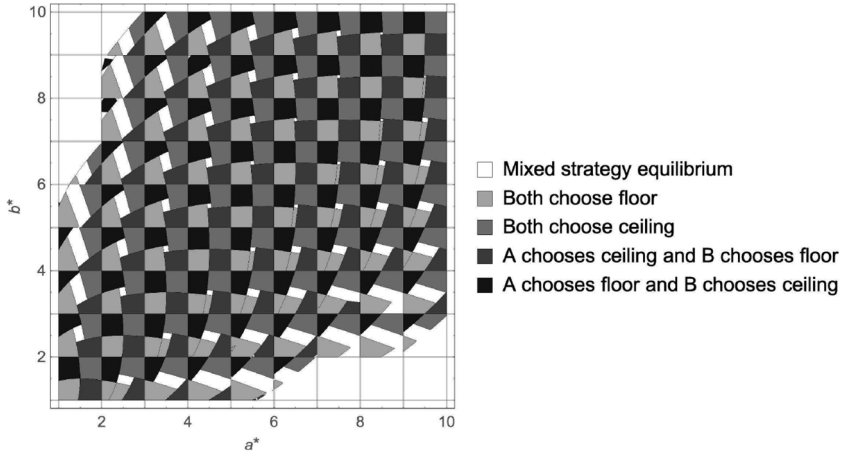 10
8
6
4
2
b*
2
4
6
8
10
a*
Mixed strategy equilibrium
Both choose floor
Both choose ceiling
A chooses ceiling and B chooses floor
A chooses floor and B chooses ceiling